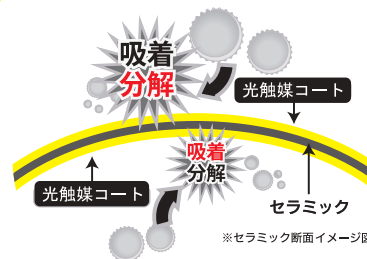 吸着
分解
光触媒コート
吸着
分解
光触媒コート
セラミック
※セラミック断面イメージ図